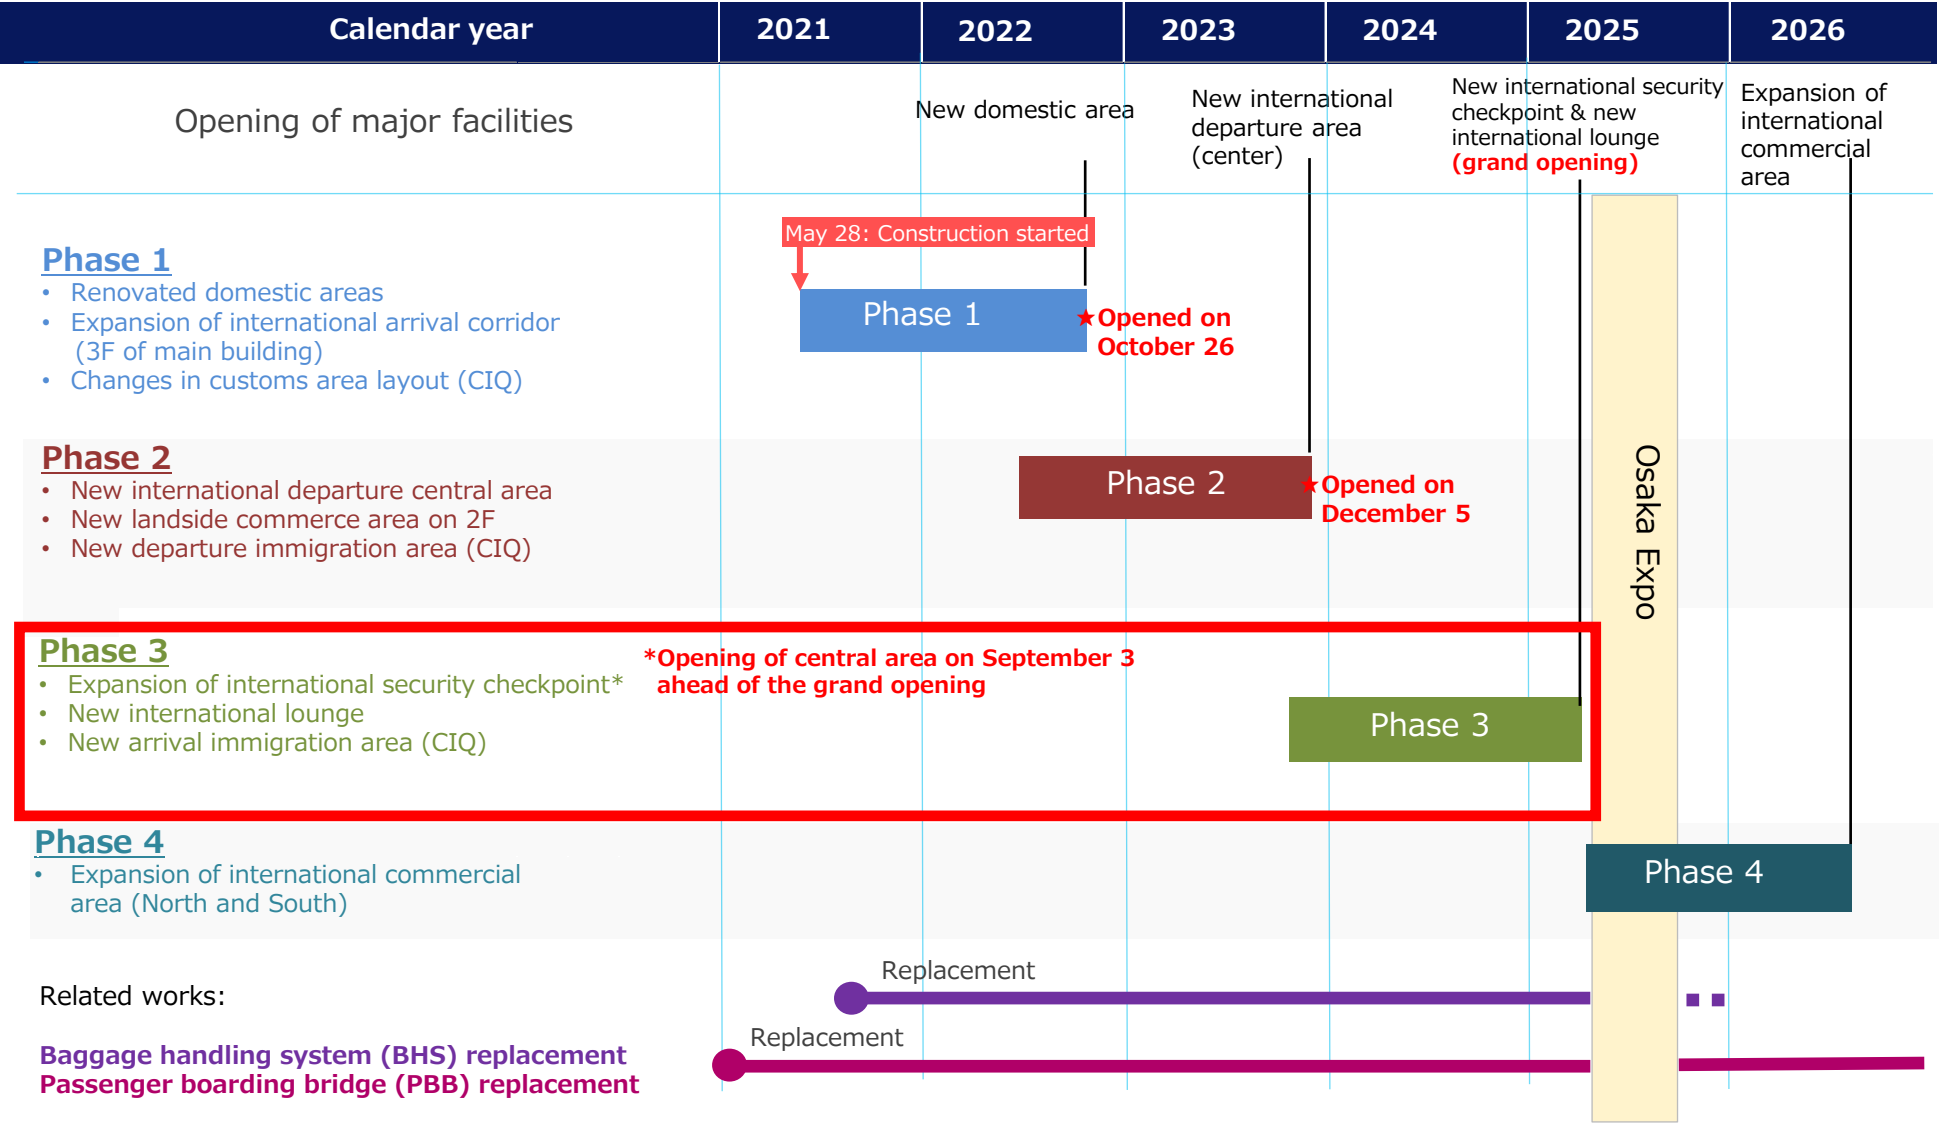 Calendar year 2021 2022 2023 2024 2025 2026
Opening of major facilities
New domestic area
New international
departure area
(center)
New international security
checkpoint & new
international lounge
(grand opening)
Expansion of
international
commercial
area
May 28: Construction started
Phase 1
• Renovated domestic areas
• Expansion of international arrival corridor
(3F of main building)
• Changes in customs area layout (CIQ)
Phase 1
★Opened on
October 26
Phase 2
• New international departure central area
• New landside commerce area on 2F
• New departure immigration area (CIQ)
Phase 2
★Opened on
December 5
Osaka Expo
Phase 3
• Expansion of international security checkpoint*
• New international lounge
• New arrival immigration area (CIQ)
*Opening of central area on September 3
ahead of the grand opening
Phase 3
Phase 4
• Expansion of international commercial
area (North and South)
Phase 4
Related works:
Replacement
Replacement
Baggage handling system (BHS) replacement
Passenger boarding bridge (PBB) replacement